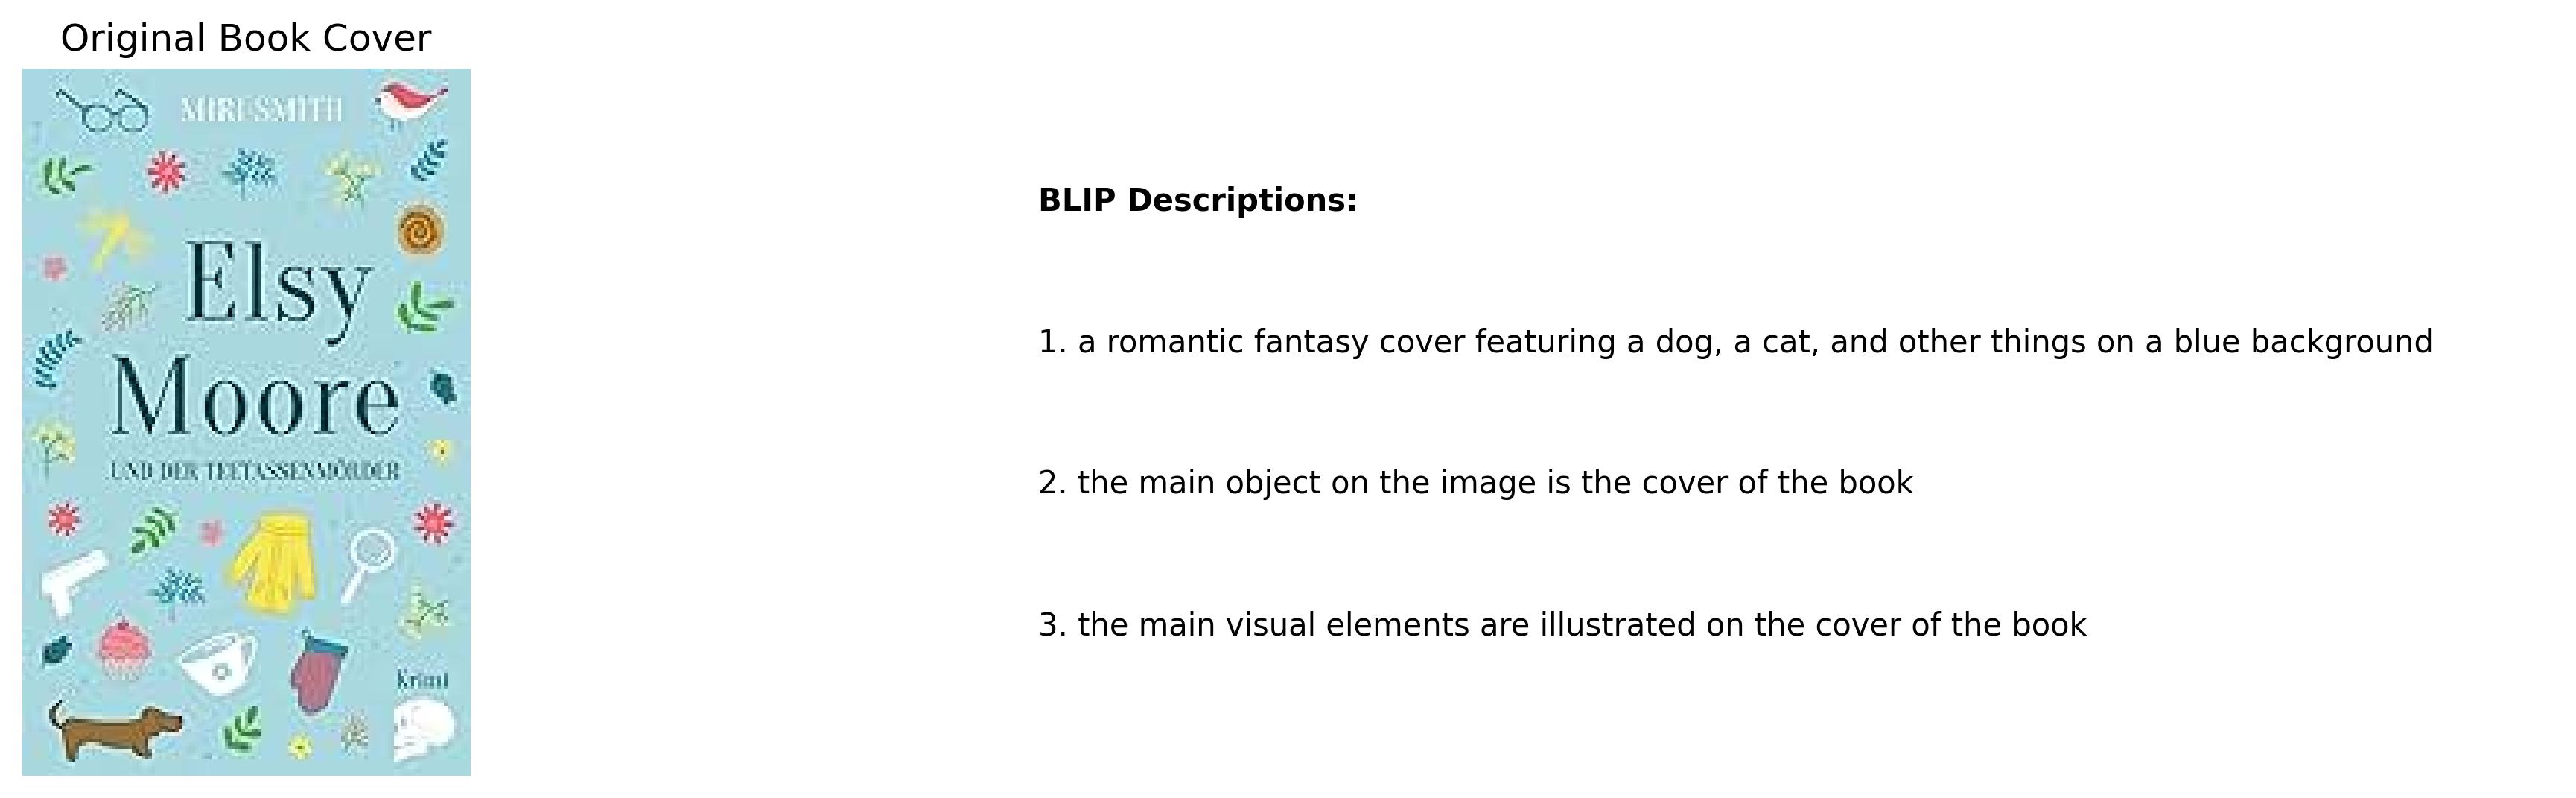 Original Book Cover
MIRI SMITH
Elsy
Moore
UND DER TEETASSENMÖRDER
Krimi
BLIP Descriptions:
1. a romantic fantasy cover featuring a dog, a cat, and other things on a blue background
2. the main object on the image is the cover of the book
3. the main visual elements are illustrated on the cover of the book